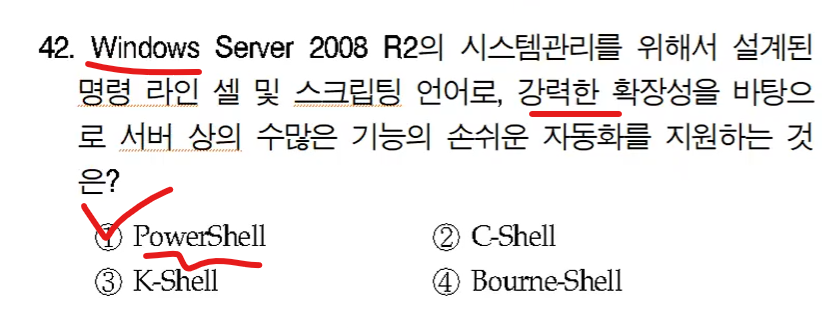 42. Windows Server 2008 R2의 시스템관리를 위해서 설계된
명령 라인 셸 및 스크립팅 언어로, 강력한 확장성을 바탕으
로 서버 상의 수많은 기능의 손쉬운 자동화를 지원하는 것
은?
① PowerShell ② C-Shell
③ K-Shell ④ Bourne-Shell